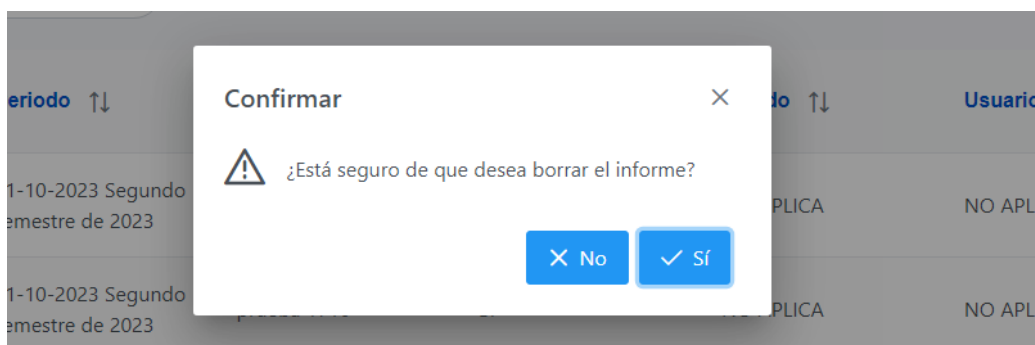 Confirmar
¿Está seguro de que desea borrar el informe?
No
Sí
eriodo
do
Usuario
1-10-2023 Segundo
emestre de 2023
PLICA
NO APL
1-10-2023 Segundo
emestre de 2023
PLICA
NO APL